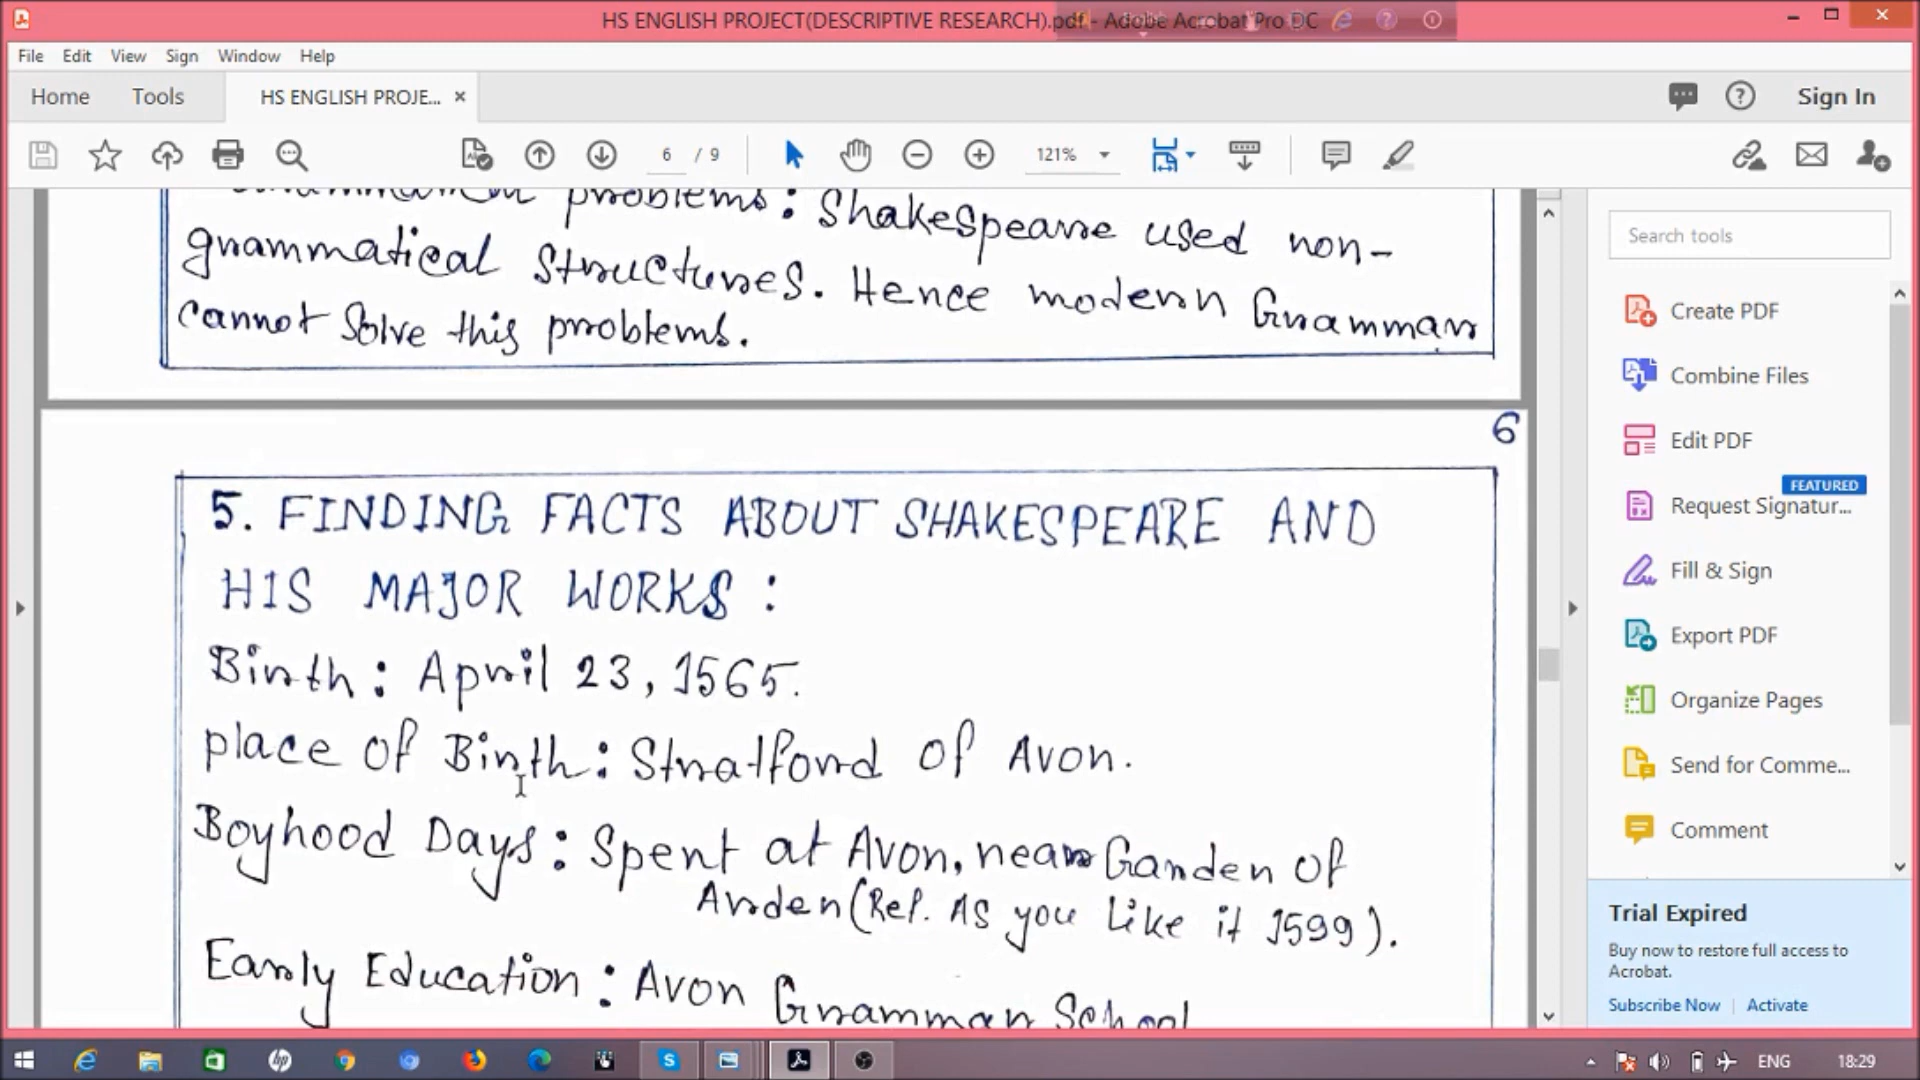 HS ENGLISH PROJECT(DESCRIPTIVE RESEARCH).pdf - Adobe Acrobat Pro DC
File Edit View Sign Window Help
Home Tools HS ENGLISH PROJE... × Sign In
6 / 9 121%
problems: Shakespeare used non-
grammatical structures. Hence modern Grammar
cannot Solve this problems.
6
5. FINDING FACTS ABOUT SHAKESPEARE AND
HIS MAJOR WORKS :
Birth: April 23, 1565.
place of Birth: Stratford of Avon.
Boyhood Days: Spent at Avon, near Garden of
Arden (Ref. AS you like it 1599).
Early Education: Avon Grammar School
Search tools
Create PDF
Combine Files
Edit PDF
FEATURED
Request Signatur...
Fill & Sign
Export PDF
Organize Pages
Send for Comme...
Comment
Trial Expired
Buy now to restore full access to
Acrobat.
Subscribe Now Activate
ENG 18:29